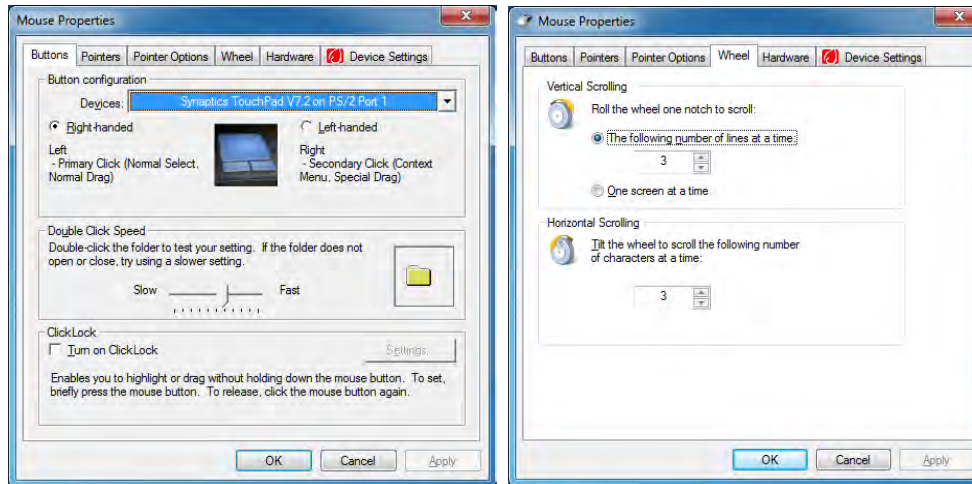 Mouse Properties
Buttons Pointers Pointer Options Wheel Hardware Device Settings
Button configuration
Devices: Synaptics TouchPad V7.2 on PS/2 Port 1
Right-handed Left-handed
Left
- Primary Click (Normal Select, Normal Drag)
Right
- Secondary Click (Context Menu, Special Drag)
Double Click Speed
Double-click the folder to test your setting. If the folder does not
open or close, try using a slower setting.
Slow Fast
ClickLock
Turn on ClickLock Settings...
Enables you to highlight or drag without holding down the mouse button. To set,
briefly press the mouse button. To release, click the mouse button again.
OK Cancel Apply
Mouse Properties
Buttons Pointers Pointer Options Wheel Hardware Device Settings
Vertical Scrolling
Roll the wheel one notch to scroll:
The following number of lines at a time:
3
One screen at a time
Horizontal Scrolling
Tilt the wheel to scroll the following number
of characters at a time:
3
OK Cancel Apply